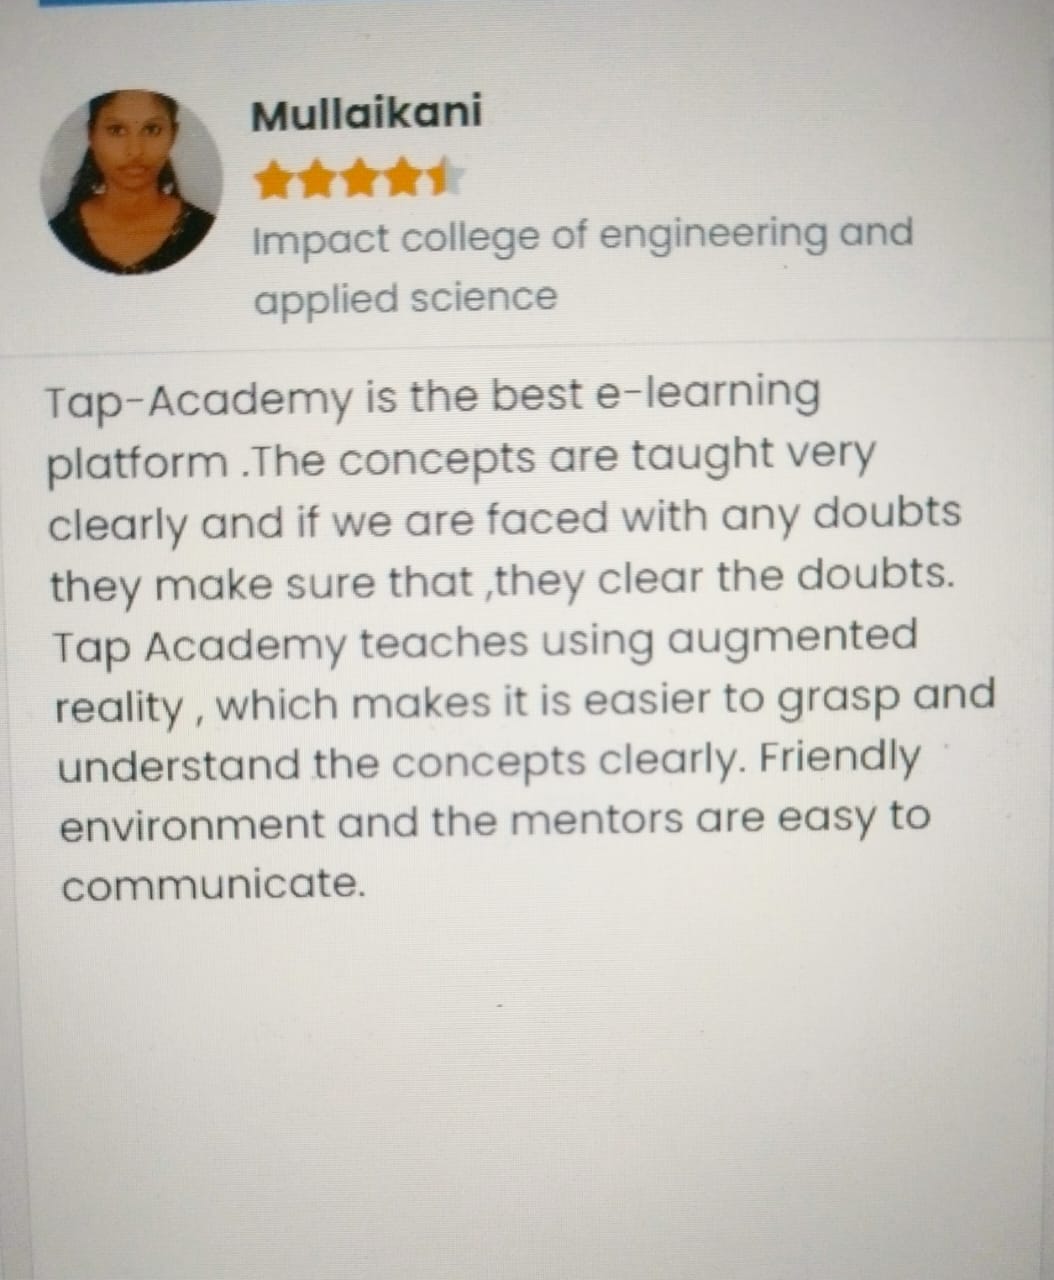 Mullaikani
Impact college of engineering and
applied science
Tap-Academy is the best e-learning
platform .The concepts are taught very
clearly and if we are faced with any doubts
they make sure that ,they clear the doubts.
Tap Academy teaches using augmented
reality , which makes it is easier to grasp and
understand the concepts clearly. Friendly
environment and the mentors are easy to
communicate.